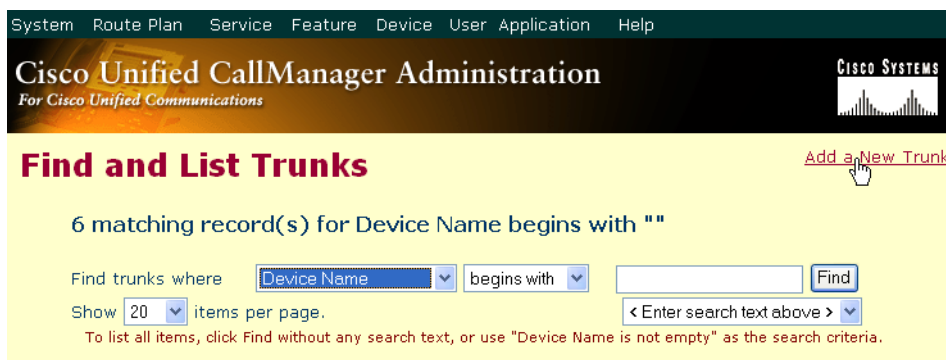 System Route Plan Service Feature Device User Application Help
Cisco Unified CallManager Administration
For Cisco Unified Communications
CISCO SYSTEMS
Find and List Trunks
Add a New Trunk
6 matching record(s) for Device Name begins with ""
Find trunks where Device Name begins with Find
Show 20 items per page. < Enter search text above >
To list all items, click Find without any search text, or use "Device Name is not empty" as the search criteria.